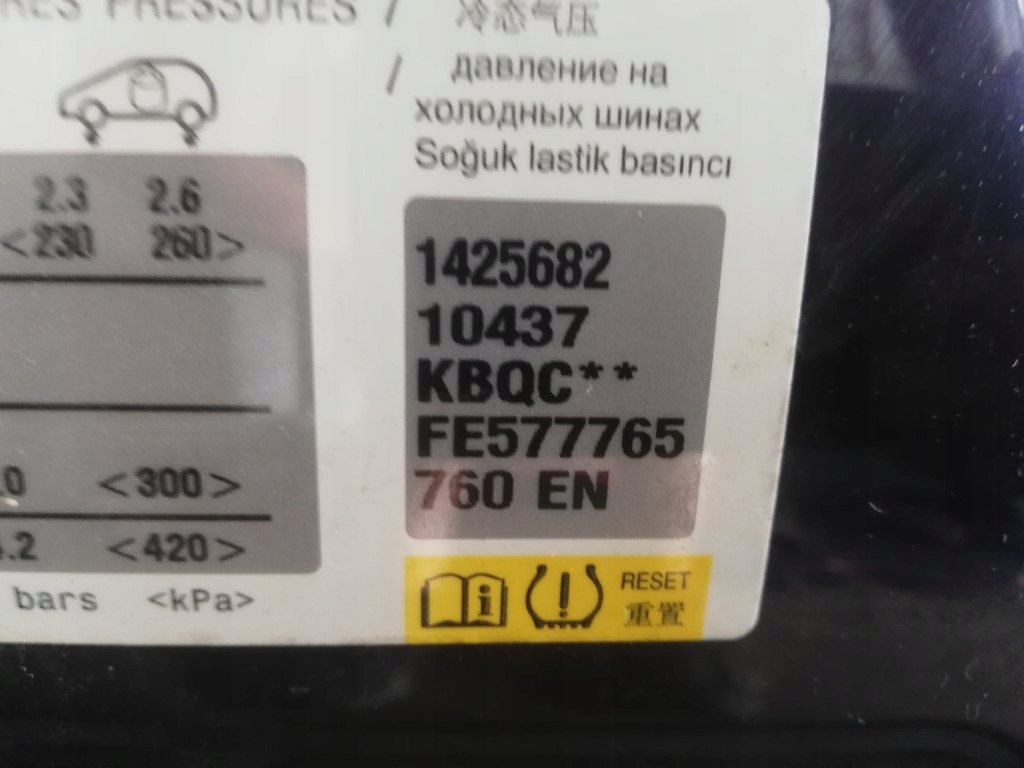 PRESSURES /
冷态气压
/ давление на
холодных шинах
Soğuk lastik basıncı
2.3 2.6
<230 260>
<300>
<420>
bars <kPa>
1425682
10437
KBQC**
FE577765
760 EN
RESET
重置